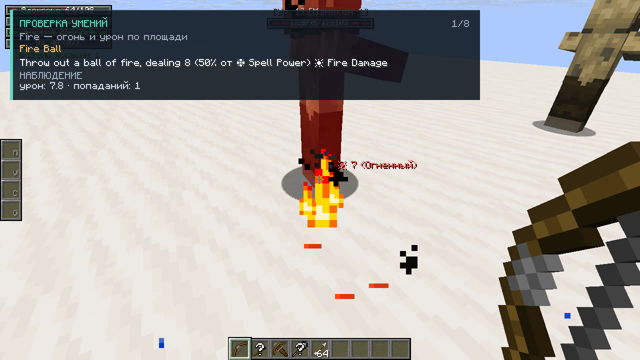 ПРОВЕРКА УМЕНИЙ
1/8
Fire — огонь и урон по площади
Fire Ball
Throw out a ball of fire, dealing 8 (50% от ✠ Spell Power) ☀ Fire Damage
НАБЛЮДЕНИЕ
урон: 7.8 · попаданий: 1
7 (Огненный)
64